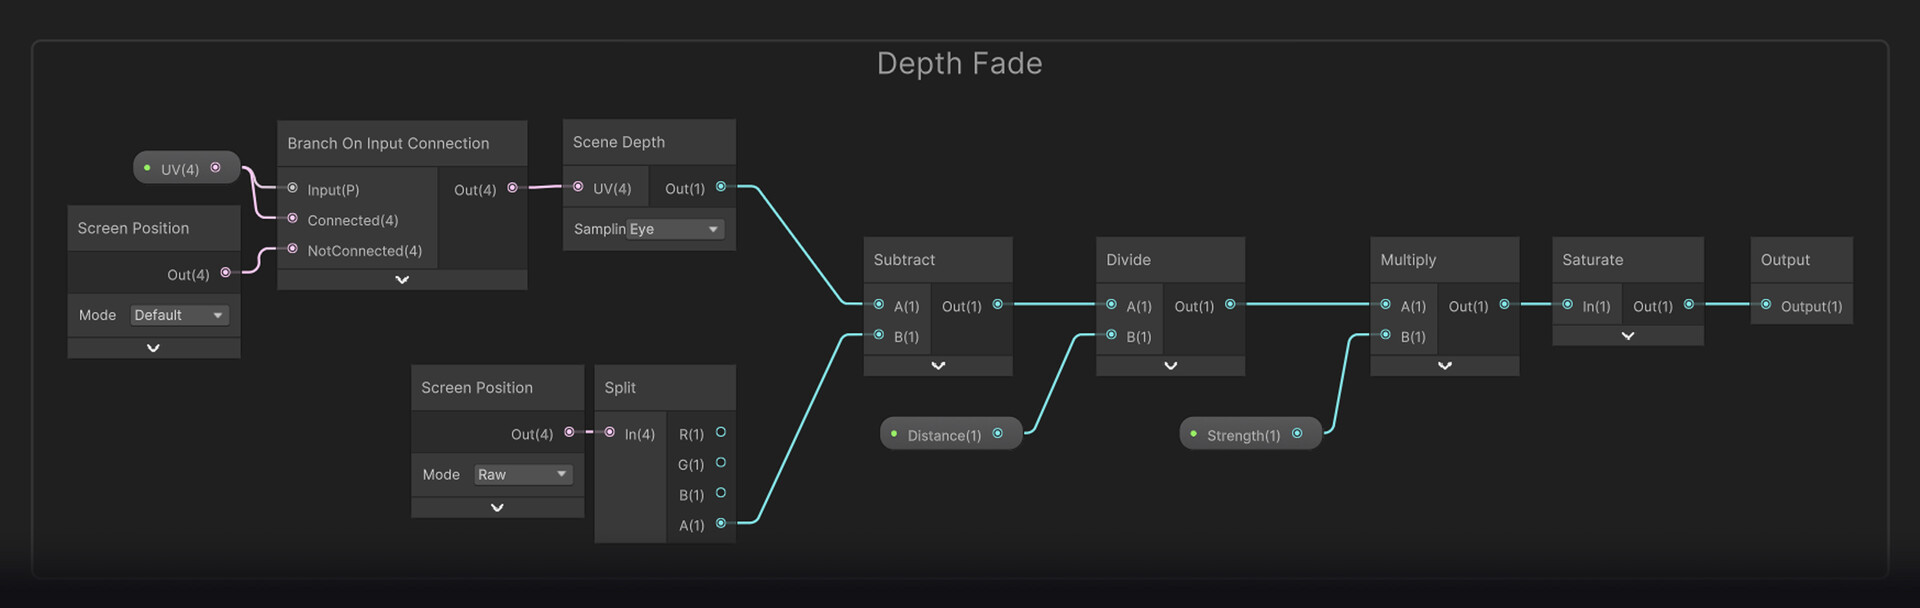 Depth Fade
UV(4)
Branch On Input Connection
Input(P)
Connected(4)
NotConnected(4)
Out(4)
Screen Position
Out(4)
Mode Default
Scene Depth
UV(4) Out(1)
Samplin Eye
Screen Position
Out(4)
Mode Raw
Split
In(4)
R(1)
G(1)
B(1)
A(1)
Subtract
A(1) Out(1)
B(1)
Distance(1)
Divide
A(1) Out(1)
B(1)
Strength(1)
Multiply
A(1) Out(1)
B(1)
Saturate
In(1) Out(1)
Output
Output(1)